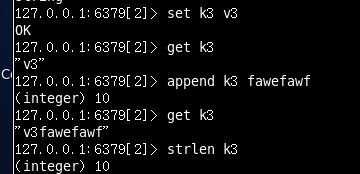 127.0.0.1:6379[2]> set k3 v3
OK
127.0.0.1:6379[2]> get k3
"v3"
127.0.0.1:6379[2]> append k3 fawefawf
(integer) 10
127.0.0.1:6379[2]> get k3
"v3fawefawf"
127.0.0.1:6379[2]> strlen k3
(integer) 10